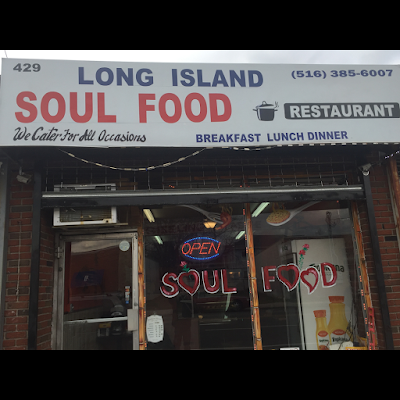 429
LONG ISLAND
(516) 385-6007
SOUL FOOD
RESTAURANT
We Cater For All Occasions
BREAKFAST LUNCH DINNER
OPEN
SOUL FOOD